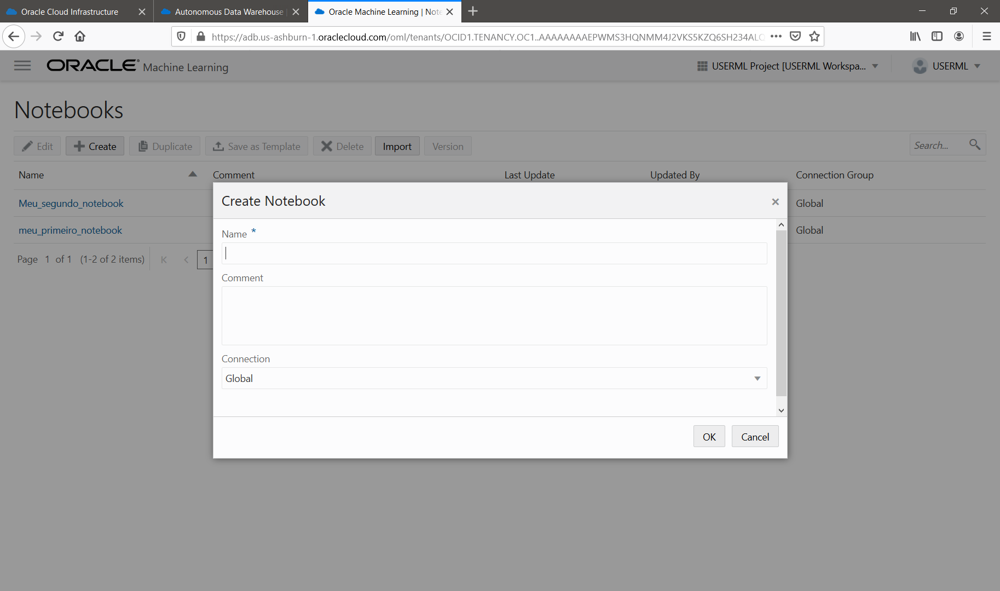 Oracle Cloud Infrastructure
Autonomous Data Warehouse |
Oracle Machine Learning | Note
https://adb.us-ashburn-1.oraclecloud.com/oml/tenants/OCID1.TENANCY.OC1..AAAAAAAAEPWMS3HQNMM4J2VKS5KZQ6SH234ALQ
ORACLE® Machine Learning
USERML Project [USERML Workspa...
USERML
Notebooks
Edit
Create
Duplicate
Save as Template
Delete
Import
Version
Search...
Name Comment Last Update Updated By Connection Group
Meu_segundo_notebook Global
meu_primeiro_notebook Global
Page 1 of 1 (1-2 of 2 items) 1
Create Notebook
Name *
Comment
Connection
Global
OK Cancel